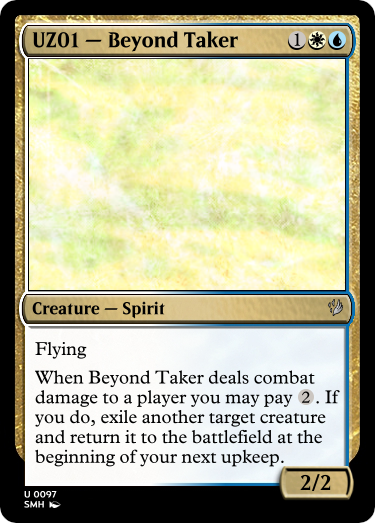 UZ01 — Beyond Taker 1
Creature — Spirit
Flying
When Beyond Taker deals combat
damage to a player you may pay 2. If
you do, exile another target creature
and return it to the battlefield at the
beginning of your next upkeep.
2/2
U 0097
SMH